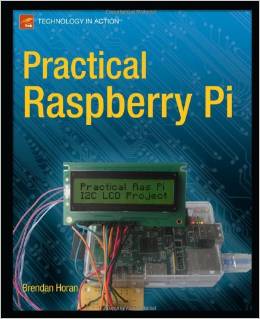 TECHNOLOGY IN ACTION
Practical
Raspberry Pi
Practical Ras Pi
I2C LCD Project
Brendan Horan